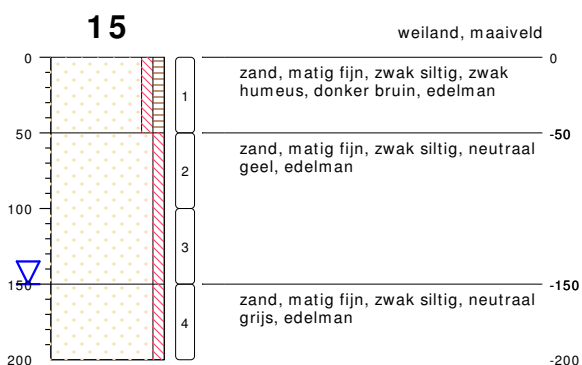 15
weiland, maaiveld
0
0
zand, matig fijn, zwak siltig, zwak
humeus, donker bruin, edelman
1
50
-50
zand, matig fijn, zwak siltig, neutraal
geel, edelman
2
100
3
150
-150
zand, matig fijn, zwak siltig, neutraal
grijs, edelman
4
200
-200